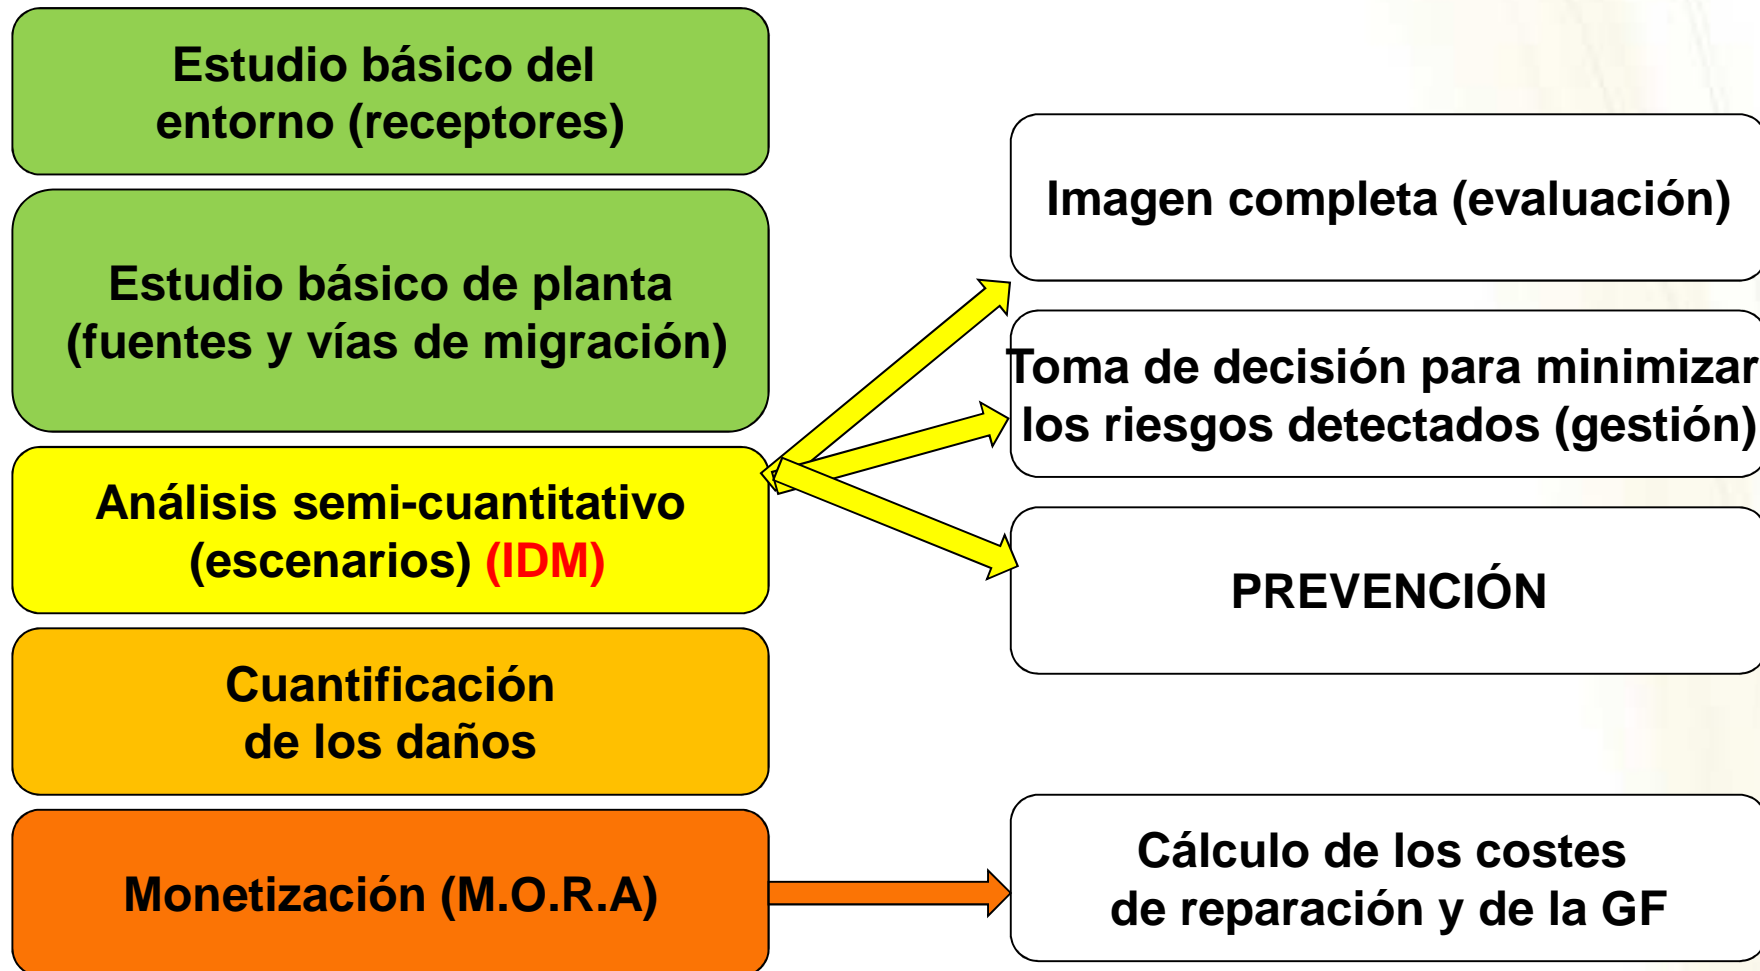 Estudio básico del
entorno (receptores)
Estudio básico de planta
(fuentes y vías de migración)
Análisis semi-cuantitativo
(escenarios) (IDM)
Cuantificación
de los daños
Monetización (M.O.R.A)
Imagen completa (evaluación)
Toma de decisión para minimizar
los riesgos detectados (gestión)
PREVENCIÓN
Cálculo de los costes
de reparación y de la GF